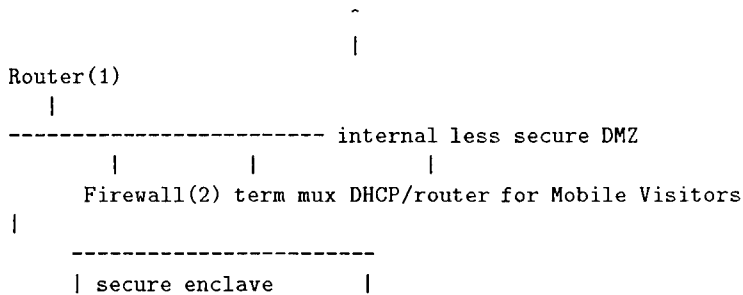 ^
|
Router(1)
|
------------------------- internal less secure DMZ
| | |
Firewall(2) term mux DHCP/router for Mobile Visitors
|
------------------------
| secure enclave |